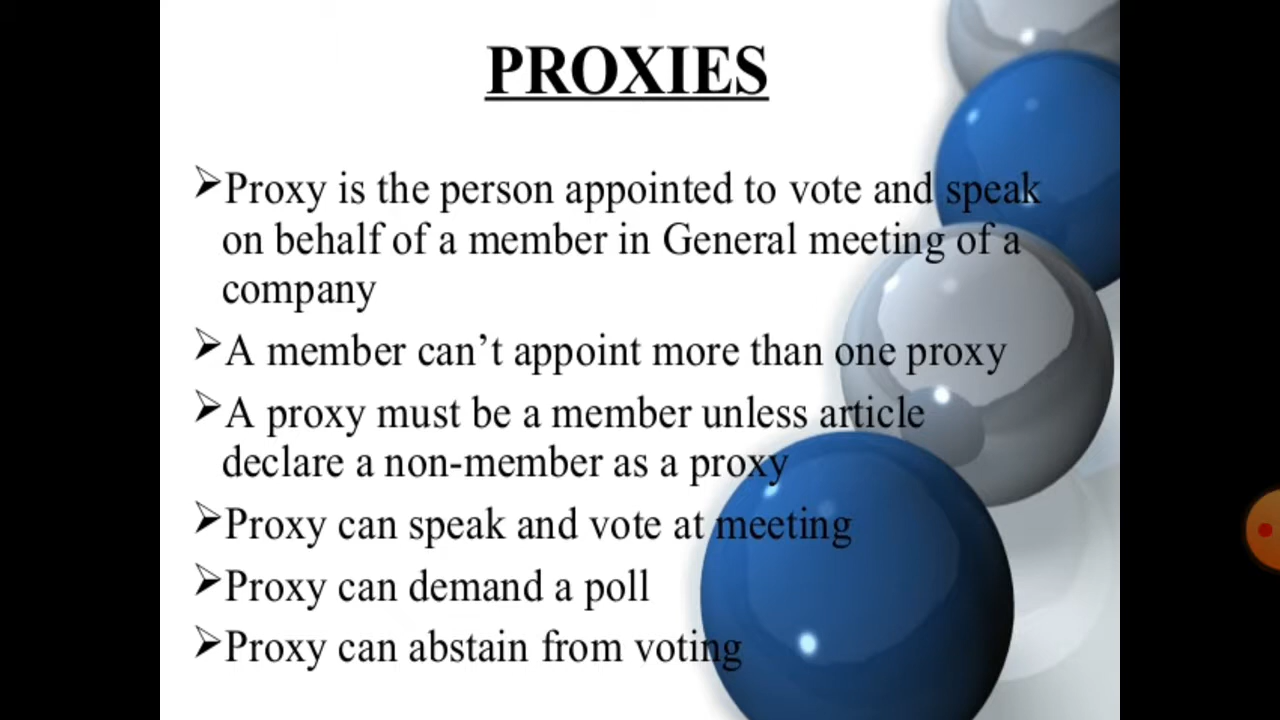 PROXIES
➢Proxy is the person appointed to vote and speak
on behalf of a member in General meeting of a
company
➢A member can’t appoint more than one proxy
➢A proxy must be a member unless article
declare a non-member as a proxy
➢Proxy can speak and vote at meeting
➢Proxy can demand a poll
➢Proxy can abstain from voting